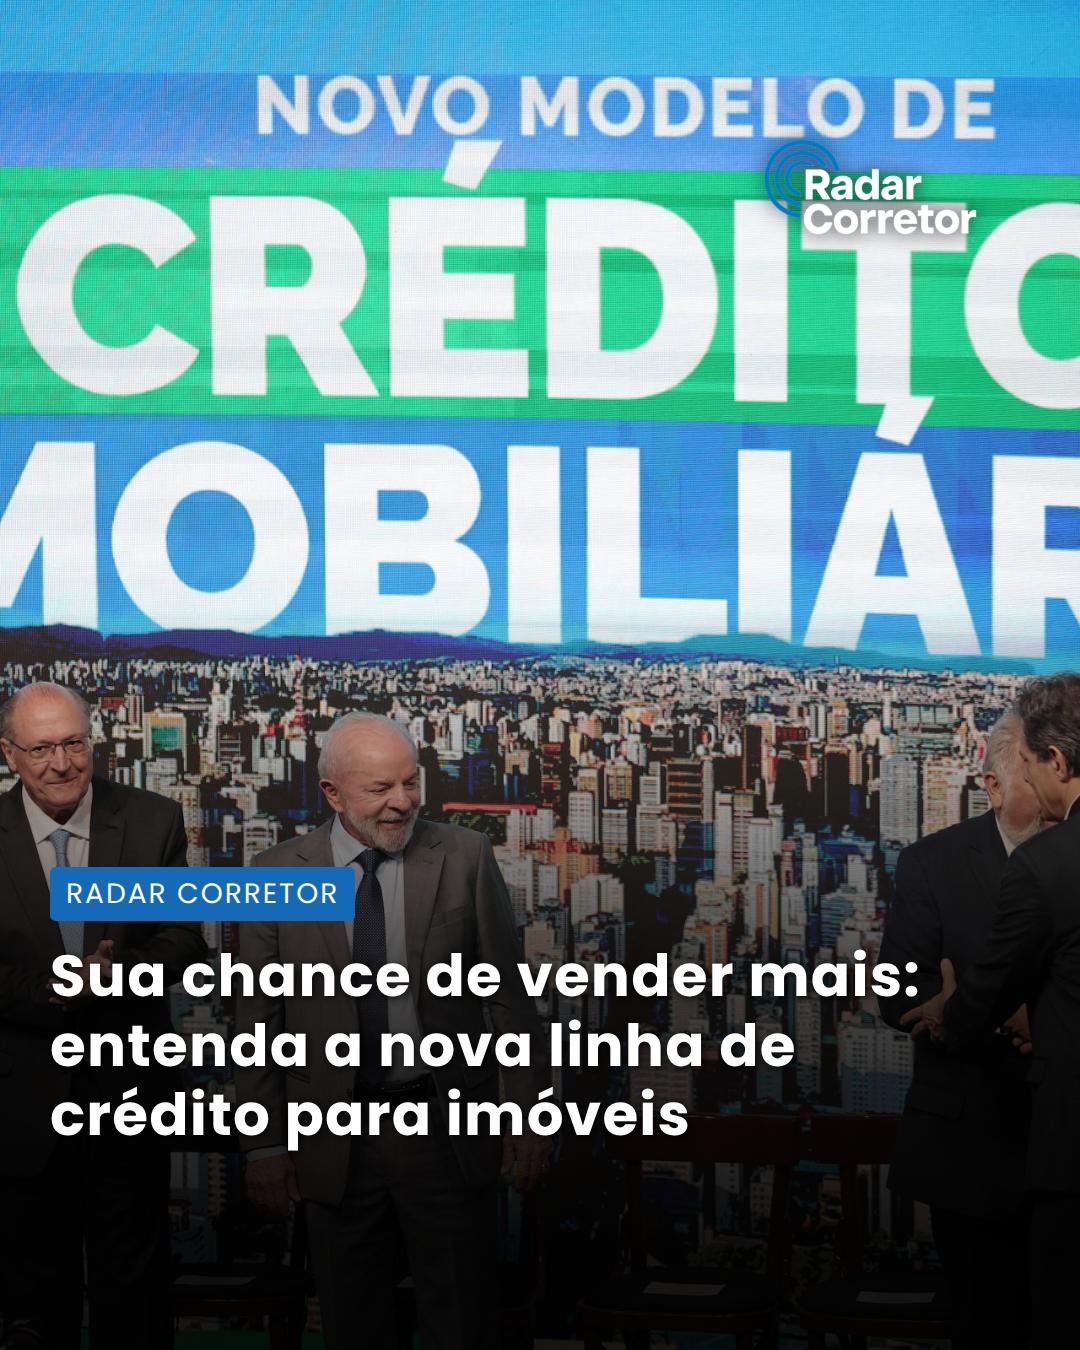 NOVO MODELO DE
CRÉDITO
MOBILIÁR
Radar
Corretor
RADAR CORRETOR
Sua chance de vender mais:
entenda a nova linha de
crédito para imóveis